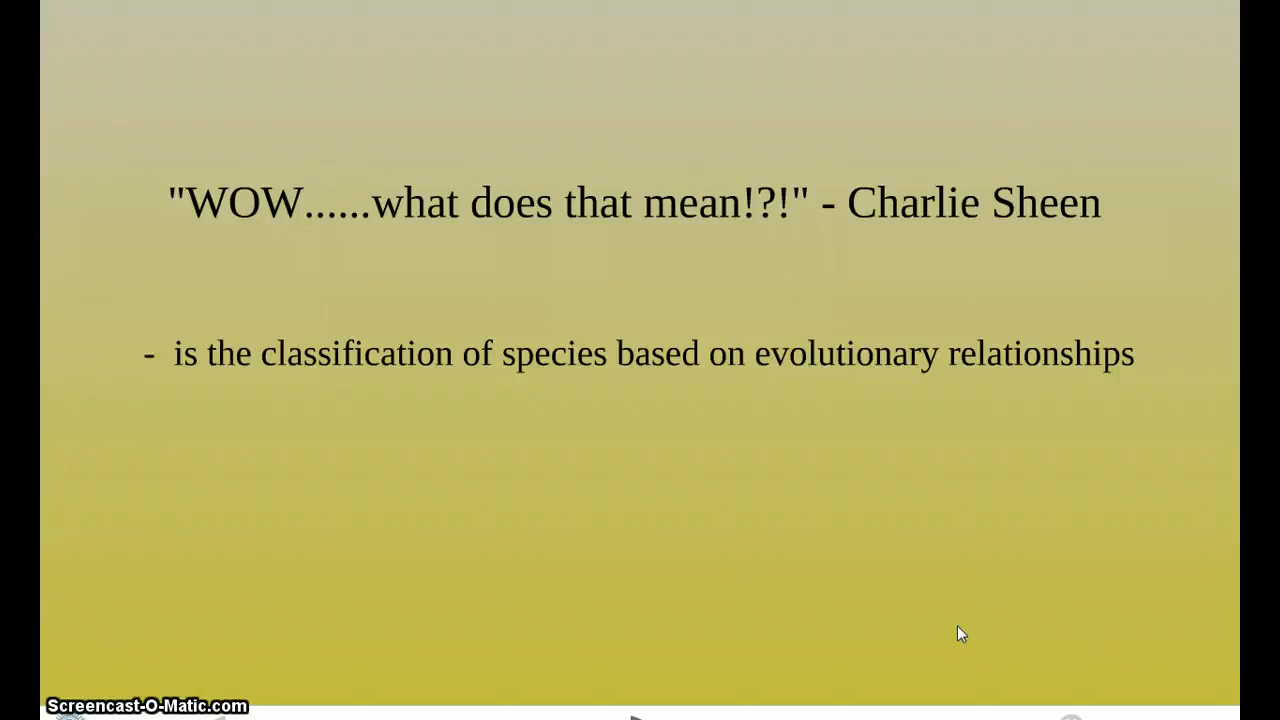 "WOW......what does that mean!?!" - Charlie Sheen
- is the classification of species based on evolutionary relationships
Screencast-O-Matic.com